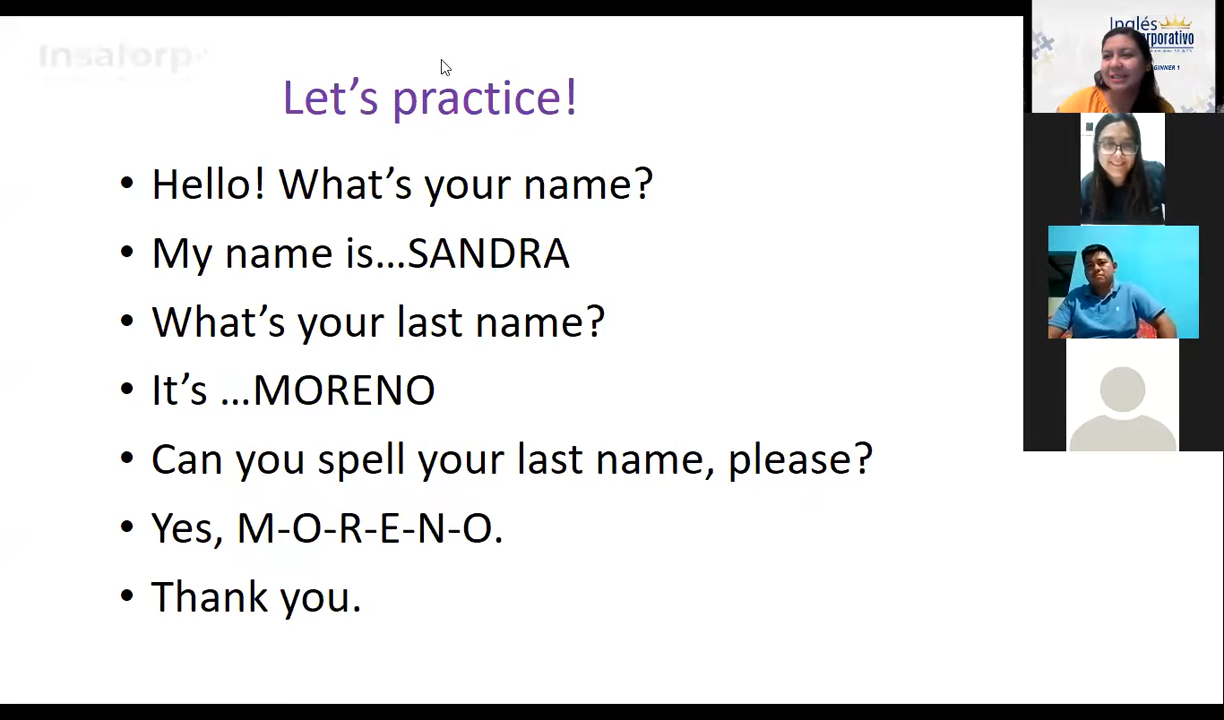 Insaforp
Let's practice!
• Hello! What's your name?
• My name is...SANDRA
• What's your last name?
• It's ...MORENO
• Can you spell your last name, please?
• Yes, M-O-R-E-N-O.
• Thank you.
Inglés